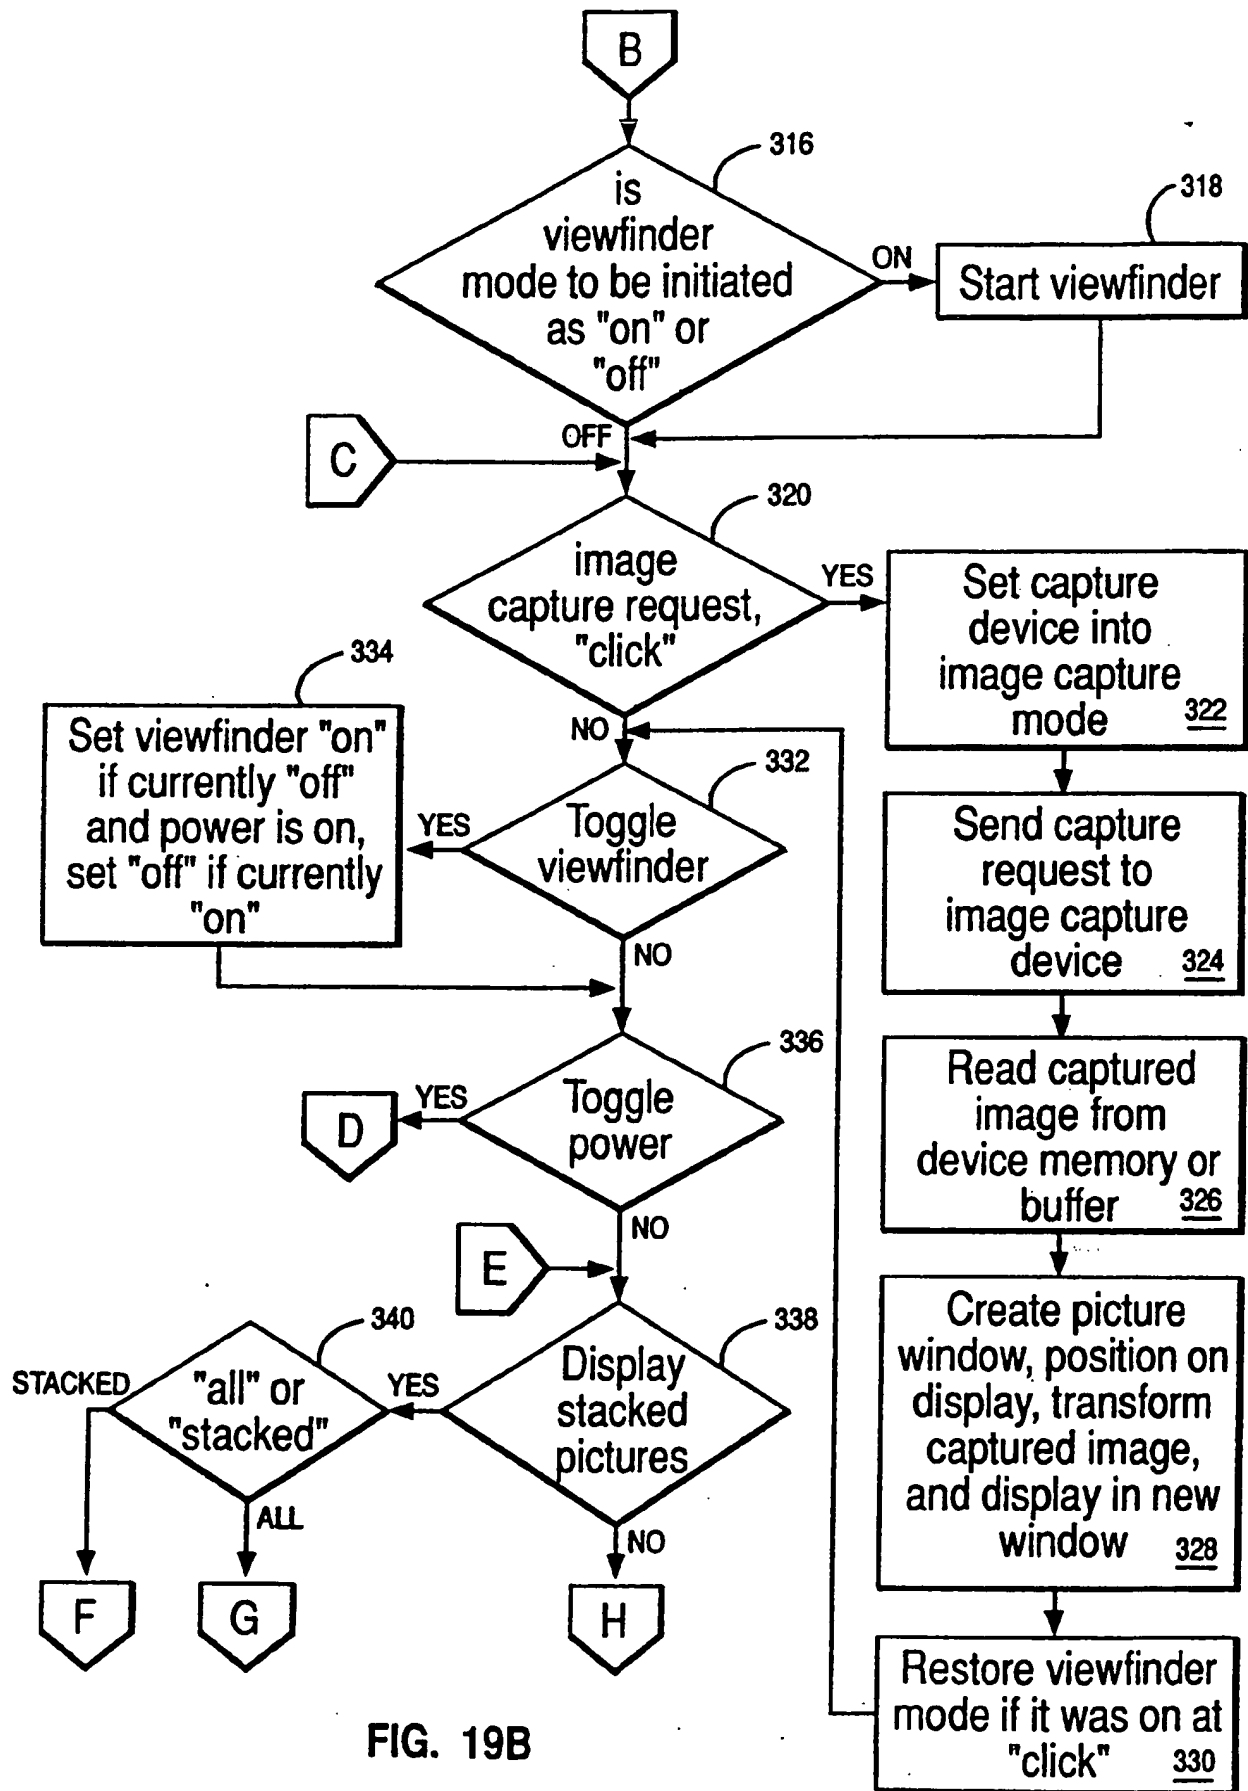 B
316
is
viewfinder
mode to be initiated
as "on" or
"off"
ON
318
Start viewfinder
OFF
C
320
image
capture request,
"click"
YES
Set capture
device into
image capture
mode 322
NO
334
Set viewfinder "on"
if currently "off"
and power is on,
set "off" if currently
"on"
332
Toggle
viewfinder
YES
NO
Send capture
request to
image capture
device 324
336
Toggle
power
YES
D
NO
Read captured
image from
device memory or
buffer 326
E
338
Display
stacked
pictures
YES
340
"all" or
"stacked"
STACKED
ALL
NO
Create picture
window, position on
display, transform
captured image,
and display in new
window 328
F
G
H
Restore viewfinder
mode if it was on at
"click" 330
FIG. 19B